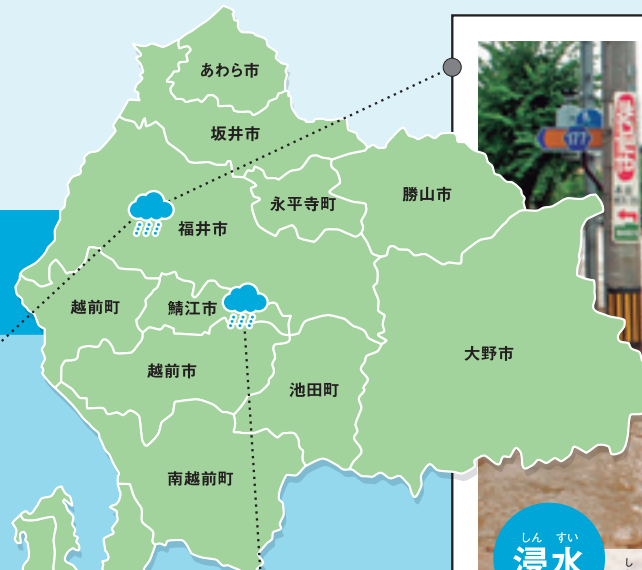 あわら市
坂井市
177
永平寺町
勝山市
福井市
越前町
鯖江市
大野市
越前市
池田町
南越前町
しん すい
浸水
し